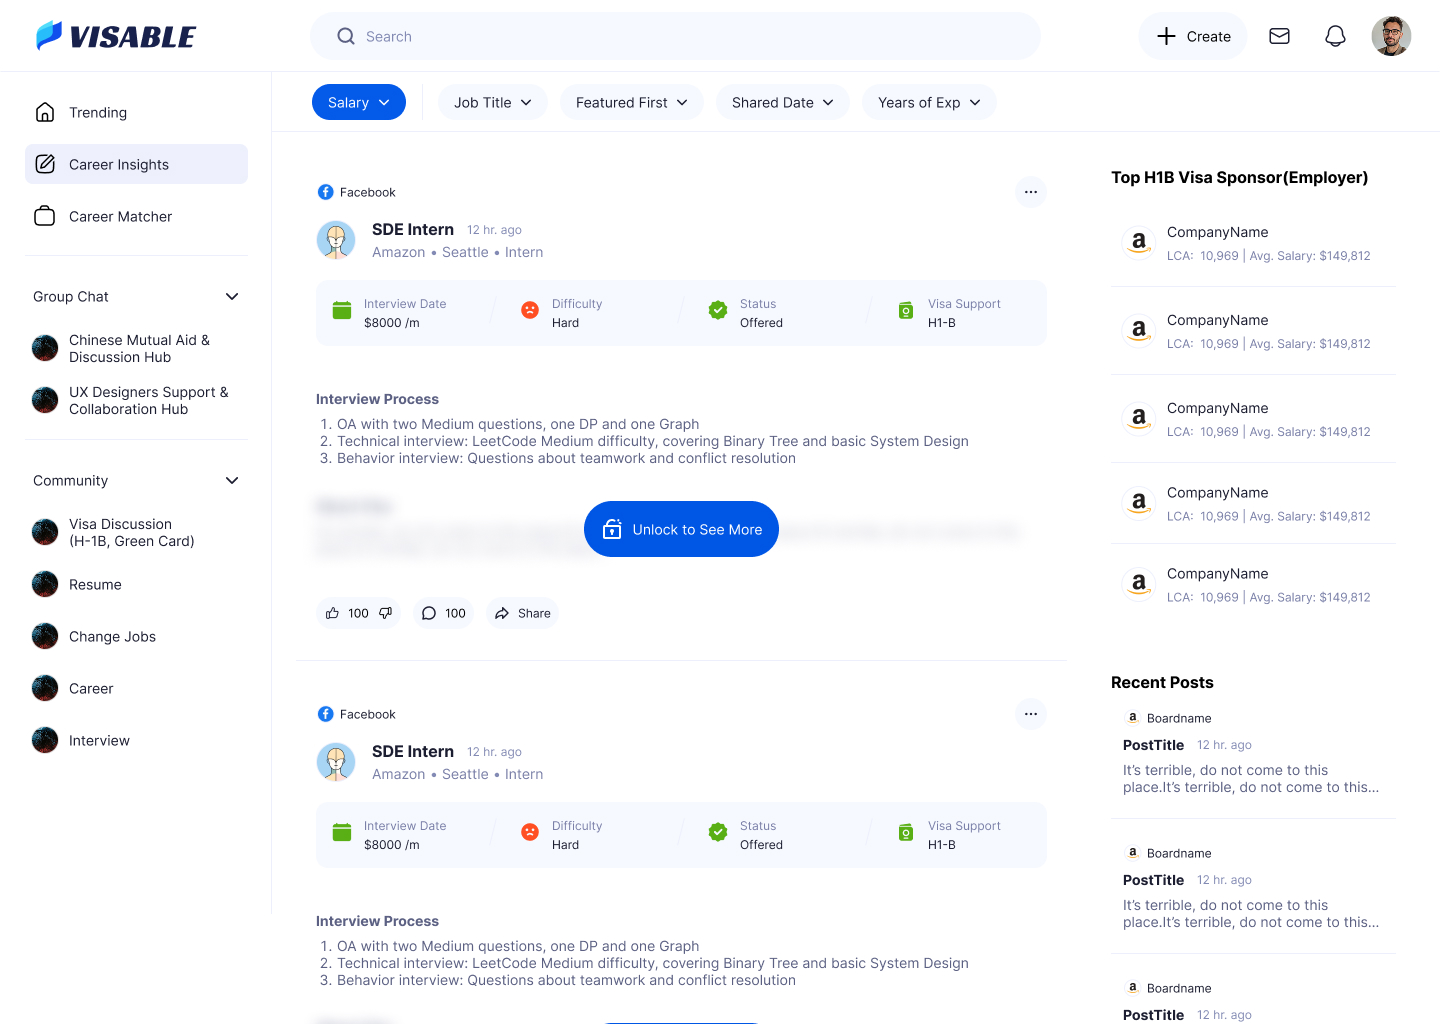 VISABLE
Search
Create
Trending
Career Insights
Career Matcher
Group Chat
Chinese Mutual Aid &
Discussion Hub
UX Designers Support &
Collaboration Hub
Community
Visa Discussion
(H-1B, Green Card)
Resume
Change Jobs
Career
Interview
Salary
Job Title
Featured First
Shared Date
Years of Exp
Facebook
SDE Intern 12 hr. ago
Amazon • Seattle • Intern
Interview Date
$8000 /m
Difficulty
Hard
Status
Offered
Visa Support
H1-B
Interview Process
1. OA with two Medium questions, one DP and one Graph
2. Technical interview: LeetCode Medium difficulty, covering Binary Tree and basic System Design
3. Behavior interview: Questions about teamwork and conflict resolution
Unlock to See More
100
100
Share
Facebook
SDE Intern 12 hr. ago
Amazon • Seattle • Intern
Interview Date
$8000 /m
Difficulty
Hard
Status
Offered
Visa Support
H1-B
Interview Process
1. OA with two Medium questions, one DP and one Graph
2. Technical interview: LeetCode Medium difficulty, covering Binary Tree and basic System Design
3. Behavior interview: Questions about teamwork and conflict resolution
Top H1B Visa Sponsor(Employer)
CompanyName
LCA: 10,969 | Avg. Salary: $149,812
CompanyName
LCA: 10,969 | Avg. Salary: $149,812
CompanyName
LCA: 10,969 | Avg. Salary: $149,812
CompanyName
LCA: 10,969 | Avg. Salary: $149,812
CompanyName
LCA: 10,969 | Avg. Salary: $149,812
Recent Posts
Boardname
PostTitle 12 hr. ago
It's terrible, do not come to this
place.It's terrible, do not come to this...
Boardname
PostTitle 12 hr. ago
It's terrible, do not come to this
place.It's terrible, do not come to this...
Boardname
PostTitle 12 hr. ago